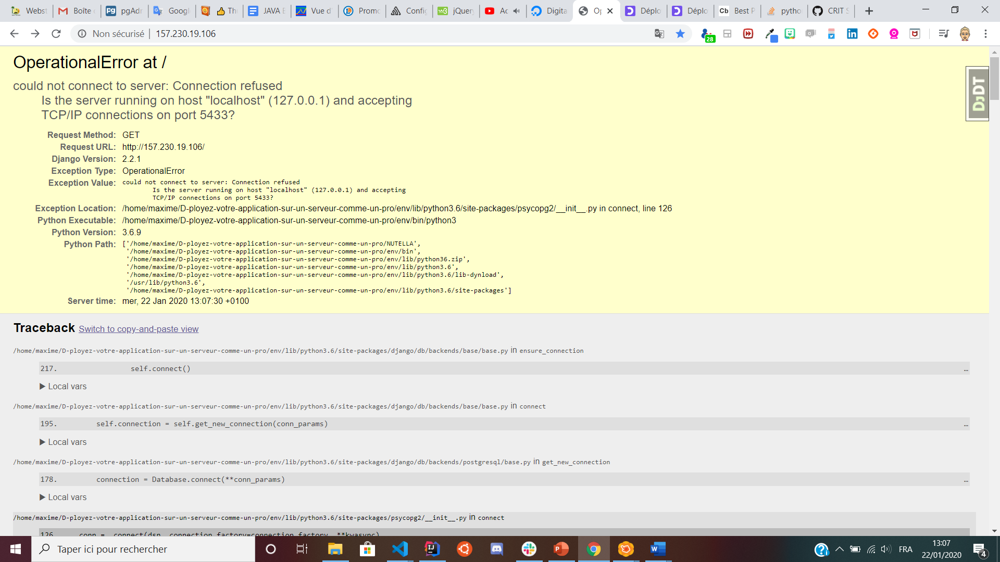 Webst
Boîte
pgAdr
Googl
Th
JAVA E
Vue d'
Promo
Config
jQuery
Ac
Digita
Op
Déplo
Déplo
Best P
pytho
CRIT S
Non sécurisé
157.230.19.106
28
OperationalError at /
could not connect to server: Connection refused
Is the server running on host "localhost" (127.0.0.1) and accepting
TCP/IP connections on port 5433?
DjDT
Request Method: GET
Request URL: http://157.230.19.106/
Django Version: 2.2.1
Exception Type: OperationalError
Exception Value: could not connect to server: Connection refused
Is the server running on host "localhost" (127.0.0.1) and accepting
TCP/IP connections on port 5433?
Exception Location: /home/maxime/D-ployez-votre-application-sur-un-serveur-comme-un-pro/env/lib/python3.6/site-packages/psycopg2/__init__.py in connect, line 126
Python Executable: /home/maxime/D-ployez-votre-application-sur-un-serveur-comme-un-pro/env/bin/python3
Python Version: 3.6.9
Python Path: ['/home/maxime/D-ployez-votre-application-sur-un-serveur-comme-un-pro/NUTELLA',
'/home/maxime/D-ployez-votre-application-sur-un-serveur-comme-un-pro/env/bin',
'/home/maxime/D-ployez-votre-application-sur-un-serveur-comme-un-pro/env/lib/python36.zip',
'/home/maxime/D-ployez-votre-application-sur-un-serveur-comme-un-pro/env/lib/python3.6',
'/home/maxime/D-ployez-votre-application-sur-un-serveur-comme-un-pro/env/lib/python3.6/lib-dynload',
'/usr/lib/python3.6',
'/home/maxime/D-ployez-votre-application-sur-un-serveur-comme-un-pro/env/lib/python3.6/site-packages']
Server time: mer, 22 Jan 2020 13:07:30 +0100
Traceback Switch to copy-and-paste view
/home/maxime/D-ployez-votre-application-sur-un-serveur-comme-un-pro/env/lib/python3.6/site-packages/django/db/backends/base/base.py in ensure_connection
217. self.connect() …
▶ Local vars
/home/maxime/D-ployez-votre-application-sur-un-serveur-comme-un-pro/env/lib/python3.6/site-packages/django/db/backends/base/base.py in connect
195. self.connection = self.get_new_connection(conn_params) …
▶ Local vars
/home/maxime/D-ployez-votre-application-sur-un-serveur-comme-un-pro/env/lib/python3.6/site-packages/django/db/backends/postgresql/base.py in get_new_connection
178. connection = Database.connect(**conn_params) …
▶ Local vars
/home/maxime/D-ployez-votre-application-sur-un-serveur-comme-un-pro/env/lib/python3.6/site-packages/psycopg2/__init__.py in connect
126. conn = _connect(dsn, connection_factory=connection_factory, **kwasync)
Taper ici pour rechercher
FRA
13:07
22/01/2020
4